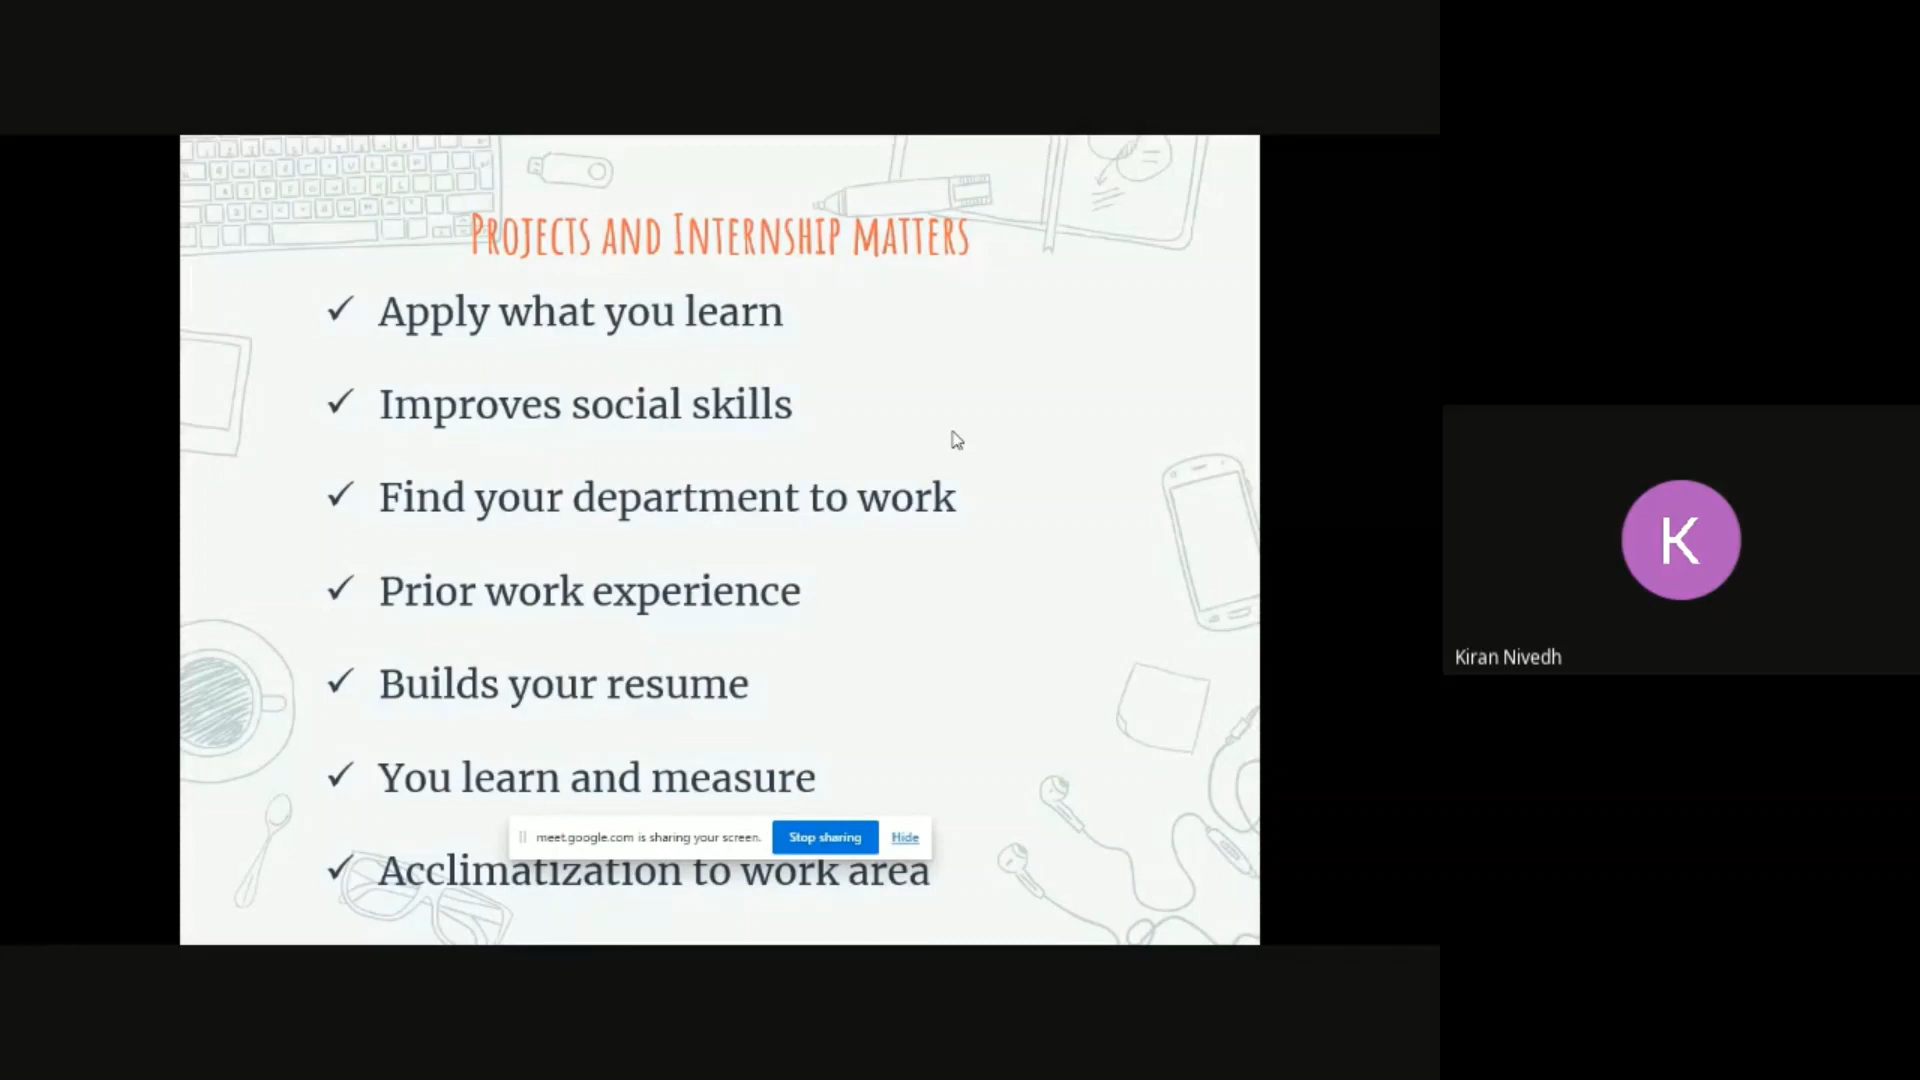 Projects and Internship matters
✓ Apply what you learn
✓ Improves social skills
✓ Find your department to work
✓ Prior work experience
✓ Builds your resume
✓ You learn and measure
meet.google.com is sharing your screen. Stop sharing Hide
✓ Acclimatization to work area
K
Kiran Nivedh